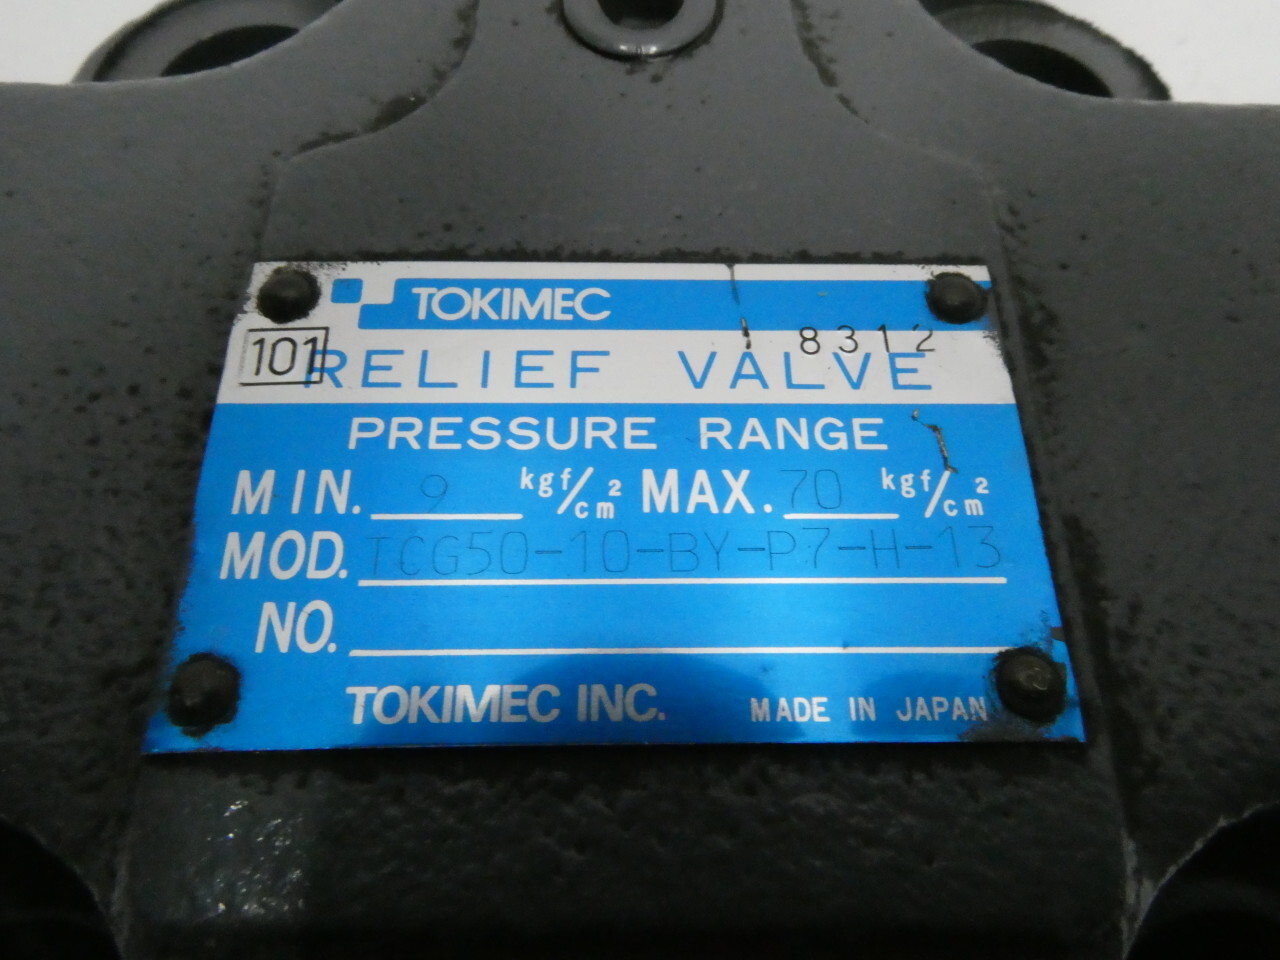 TOKIMEC
8312
101
RELIEF VALVE
PRESSURE RANGE
MIN. 9 kgf/cm² MAX. 70 kgf/cm²
MOD. TCG50-10-BY-P7-H-13
NO.
TOKIMEC INC. MADE IN JAPAN